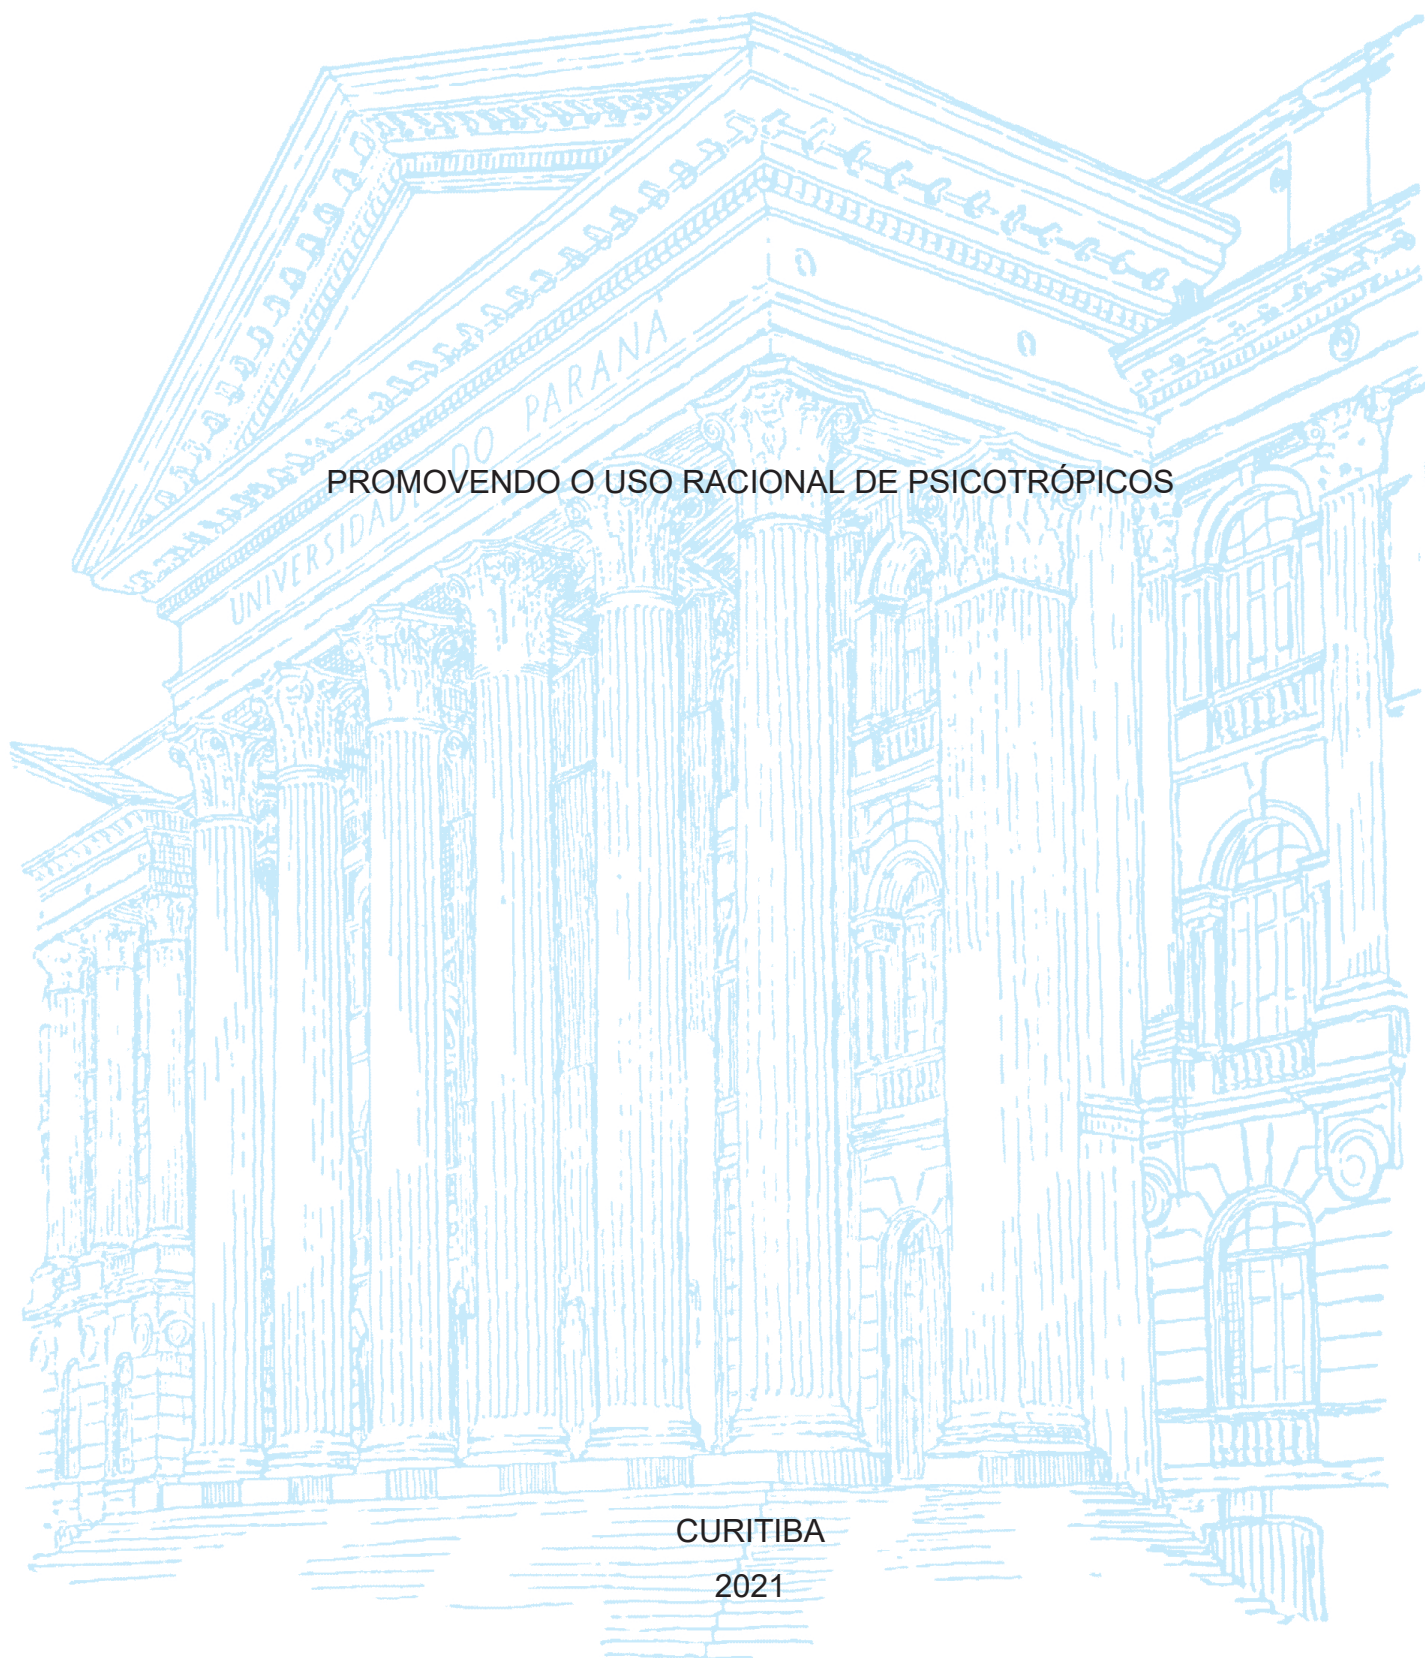 UNIVERSIDADE DO PARANÁ
PROMOVENDO O USO RACIONAL DE PSICOTRÓPICOS
CURITIBA
2021